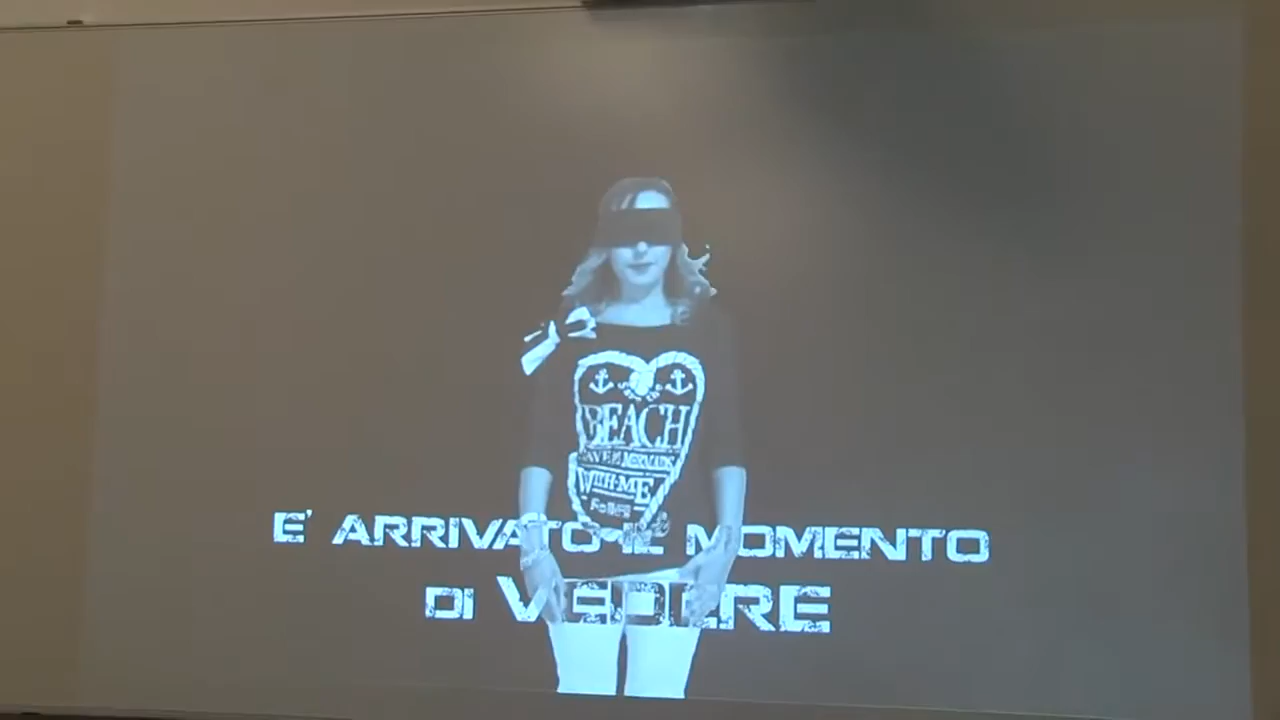 BEACH
WITH ME
E' ARRIVATO IL MOMENTO
DI VEDERE